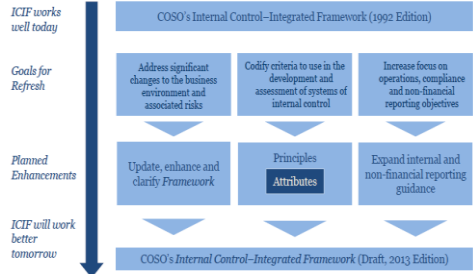 ICIF works
well today
COSO's Internal Control–Integrated Framework (1992 Edition)
Goals for
Refresh
Address significant
changes to the business
environment and
associated risks
Codify criteria to use in the
development and
assessment of systems of
internal control
Increase focus on
operations, compliance
and non-financial
reporting objectives
Planned
Enhancements
Update, enhance and
clarify Framework
Principles
Attributes
Expand internal and
non-financial reporting
guidance
ICIF will work
better
tomorrow
COSO's Internal Control–Integrated Framework (Draft, 2013 Edition)